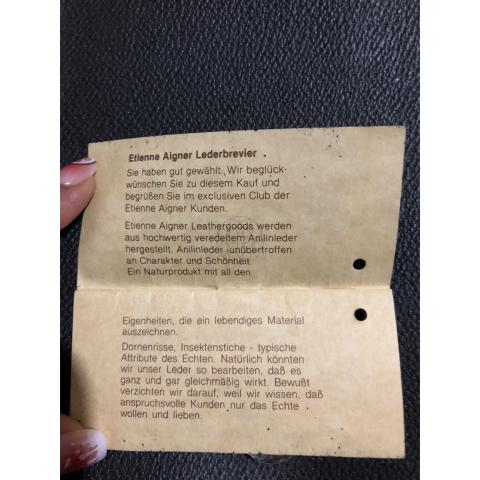 Etienne Aigner Lederbrevier.
Sie haben gut gewählt. Wir beglück-
wünschen Sie zu diesem Kauf und
begrüßen Sie im exclusiven Club der
Etienne Aigner Kunden.
Etienne Aigner Leathergoods werden
aus hochwertig veredeltem Anilinleder
hergestellt. Anilinleder -unübertroffen
an Charakter und Schönheit.
Ein Naturprodukt mit all den
Eigenheiten, die ein lebendiges Material
auszeichnen.
Dornenrisse, Insektenstiche - typische
Attribute des Echten. Natürlich könnten
wir unser Leder so bearbeiten, daß es
ganz und gar gleichmäßig wirkt. Bewußt
verzichten wir darauf, weil wir wissen, daß
anspruchsvolle Kunden nur das Echte
wollen und lieben.